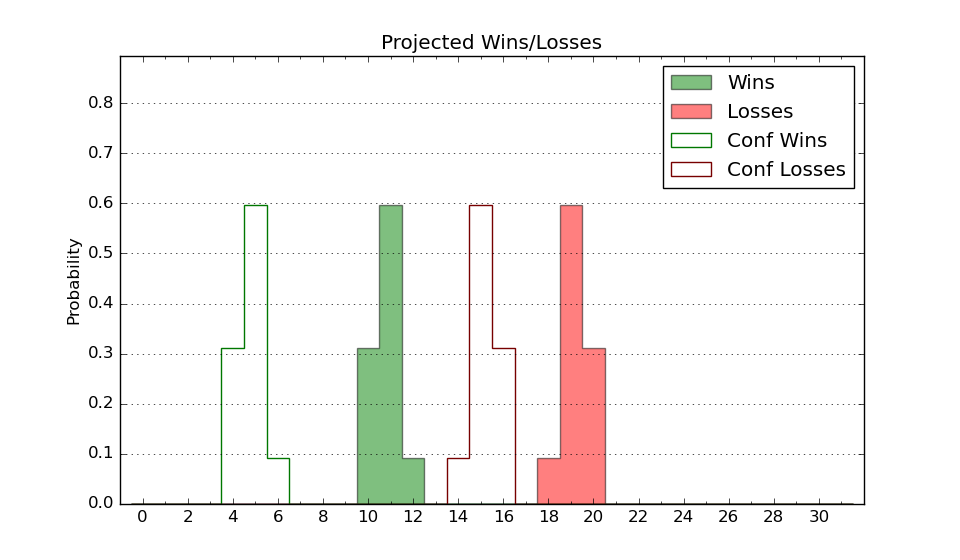 Projected Wins/Losses
Wins
Losses
Conf Wins
Conf Losses
Probability
0.8
0.7
0.6
0.5
0.4
0.3
0.2
0.1
0.0
0 2 4 6 8 10 12 14 16 18 20 22 24 26 28 30